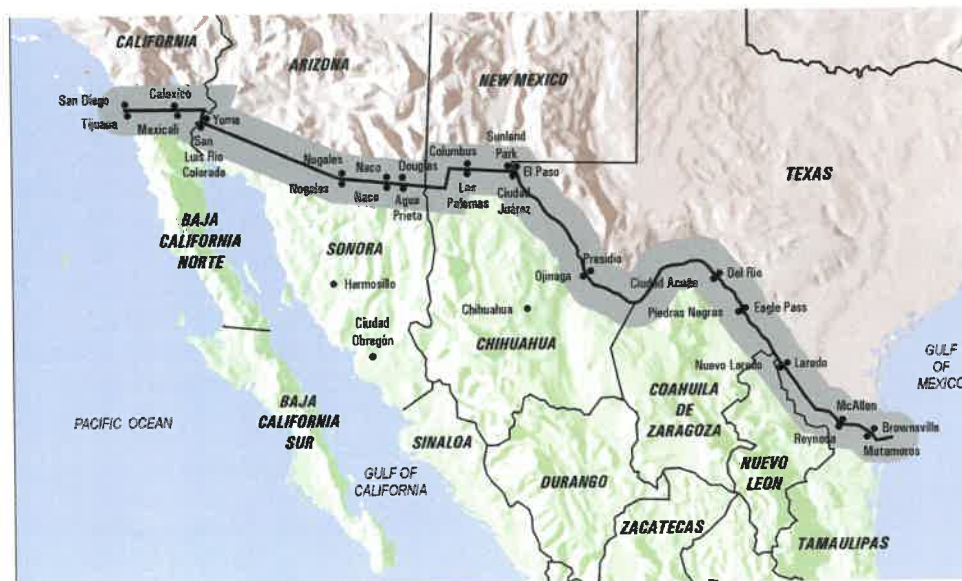 CALIFORNIA
ARIZONA
NEW MEXICO
TEXAS
San Diego
Calexico
Tijuana
Mexicali
Yuma
San
Luis Rio
Colorado
Nogales
Nogales
Naco
Naco
Douglas
Agua
Prieta
Columbus
Las
Palomas
Sunland
Park
El Paso
Ciudad
Juárez
BAJA
CALIFORNIA
NORTE
SONORA
Hermosillo
Ciudad
Obregón
Chihuahua
CHIHUAHUA
Presidio
Ojinaga
Ciudad Acuña
Del Rio
Piedras Negras
Eagle Pass
Nuevo Laredo
Laredo
McAllen
Reynosa
Brownsville
Matamoros
GULF
OF
MEXICO
COAHUILA
DE
ZARAGOZA
PACIFIC OCEAN
BAJA
CALIFORNIA
SUR
GULF OF
CALIFORNIA
SINALOA
DURANGO
NUEVO
LEON
ZACATECAS
TAMAULIPAS